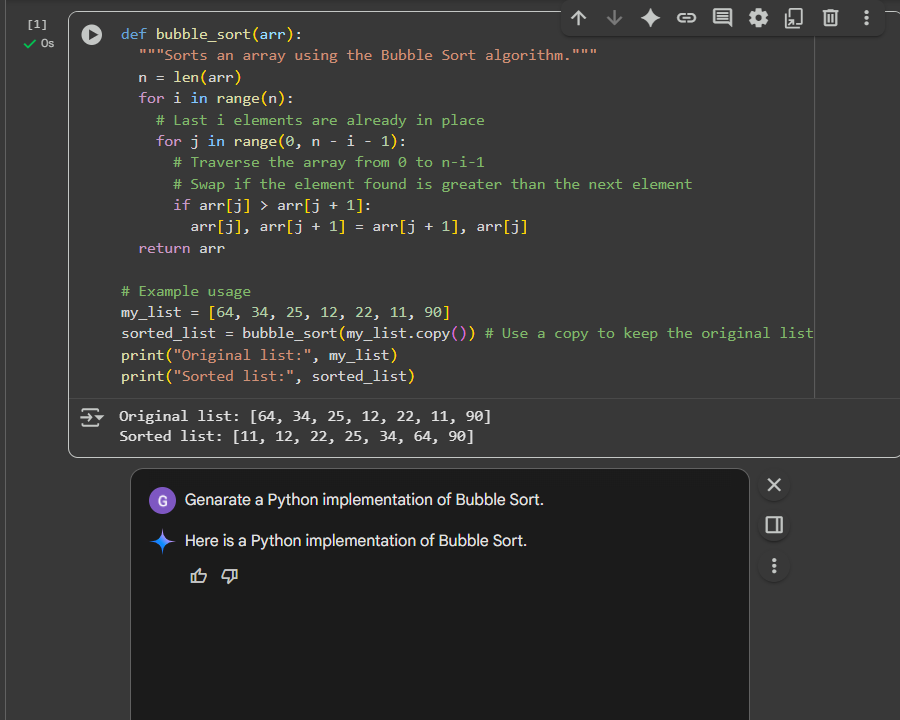 [1]
0s
def bubble_sort(arr):
  """Sorts an array using the Bubble Sort algorithm."""
  n = len(arr)
  for i in range(n):
    # Last i elements are already in place
    for j in range(0, n - i - 1):
      # Traverse the array from 0 to n-i-1
      # Swap if the element found is greater than the next element
      if arr[j] > arr[j + 1]:
        arr[j], arr[j + 1] = arr[j + 1], arr[j]
  return arr

# Example usage
my_list = [64, 34, 25, 12, 22, 11, 90]
sorted_list = bubble_sort(my_list.copy()) # Use a copy to keep the original list
print("Original list:", my_list)
print("Sorted list:", sorted_list)
Original list: [64, 34, 25, 12, 22, 11, 90]
Sorted list: [11, 12, 22, 25, 34, 64, 90]
G Genarate a Python implementation of Bubble Sort.
Here is a Python implementation of Bubble Sort.